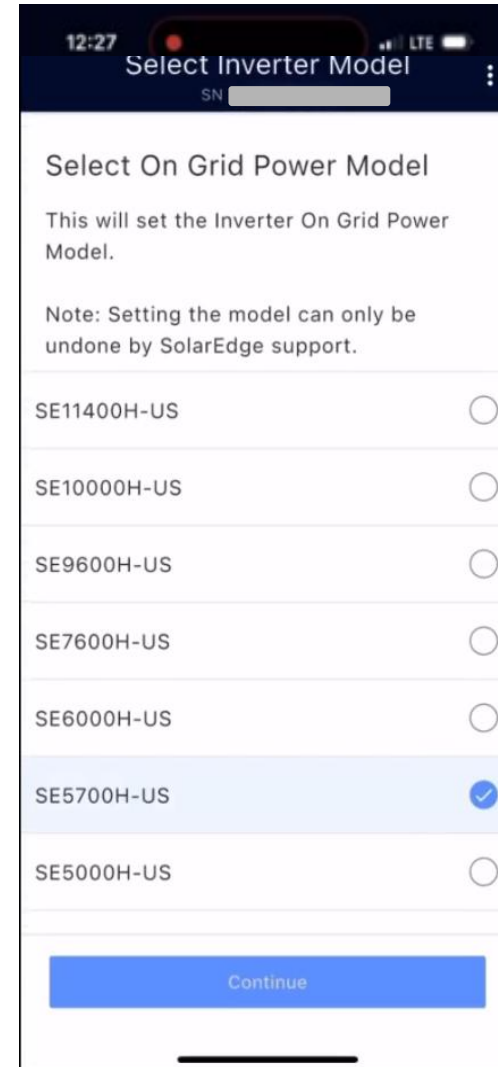 12:27
LTE
Select Inverter Model
SN
Select On Grid Power Model
This will set the Inverter On Grid Power
Model.
Note: Setting the model can only be
undone by SolarEdge support.
SE11400H-US
SE10000H-US
SE9600H-US
SE7600H-US
SE6000H-US
SE5700H-US
SE5000H-US
Continue